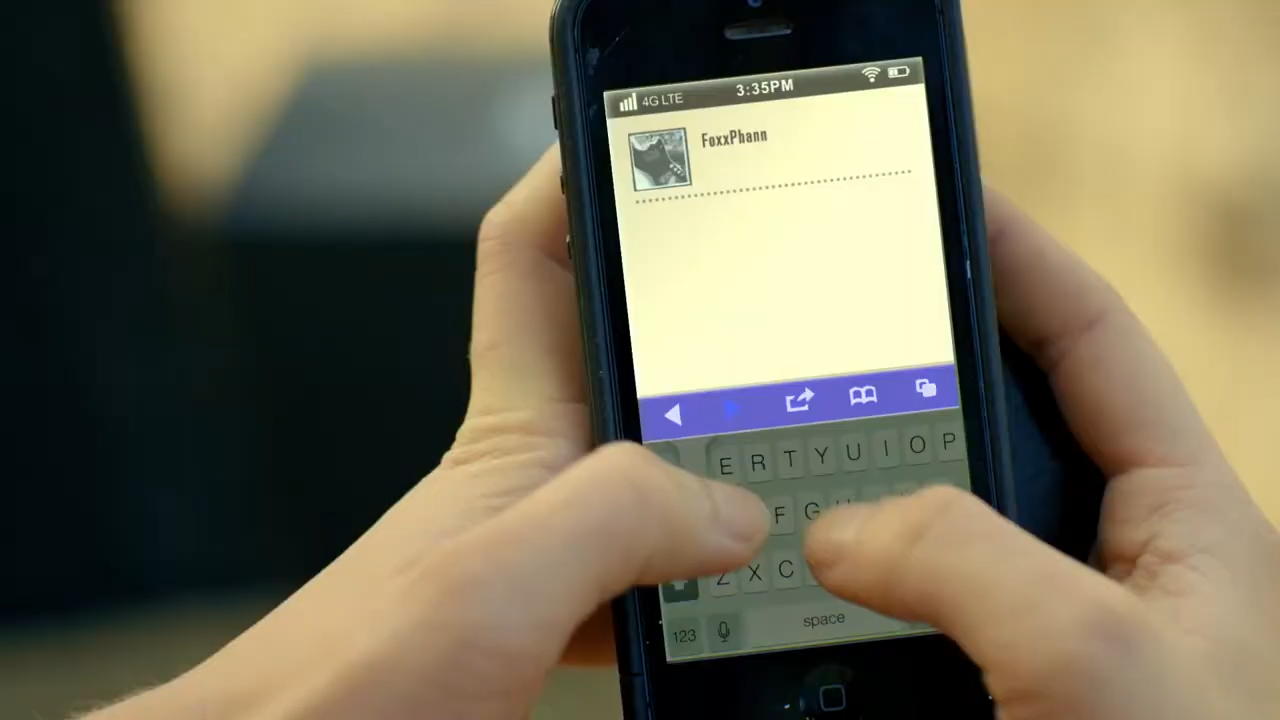 4G LTE 3:35PM
FoxxPhann
E R T Y U I O P
F G
Z X C
123 space